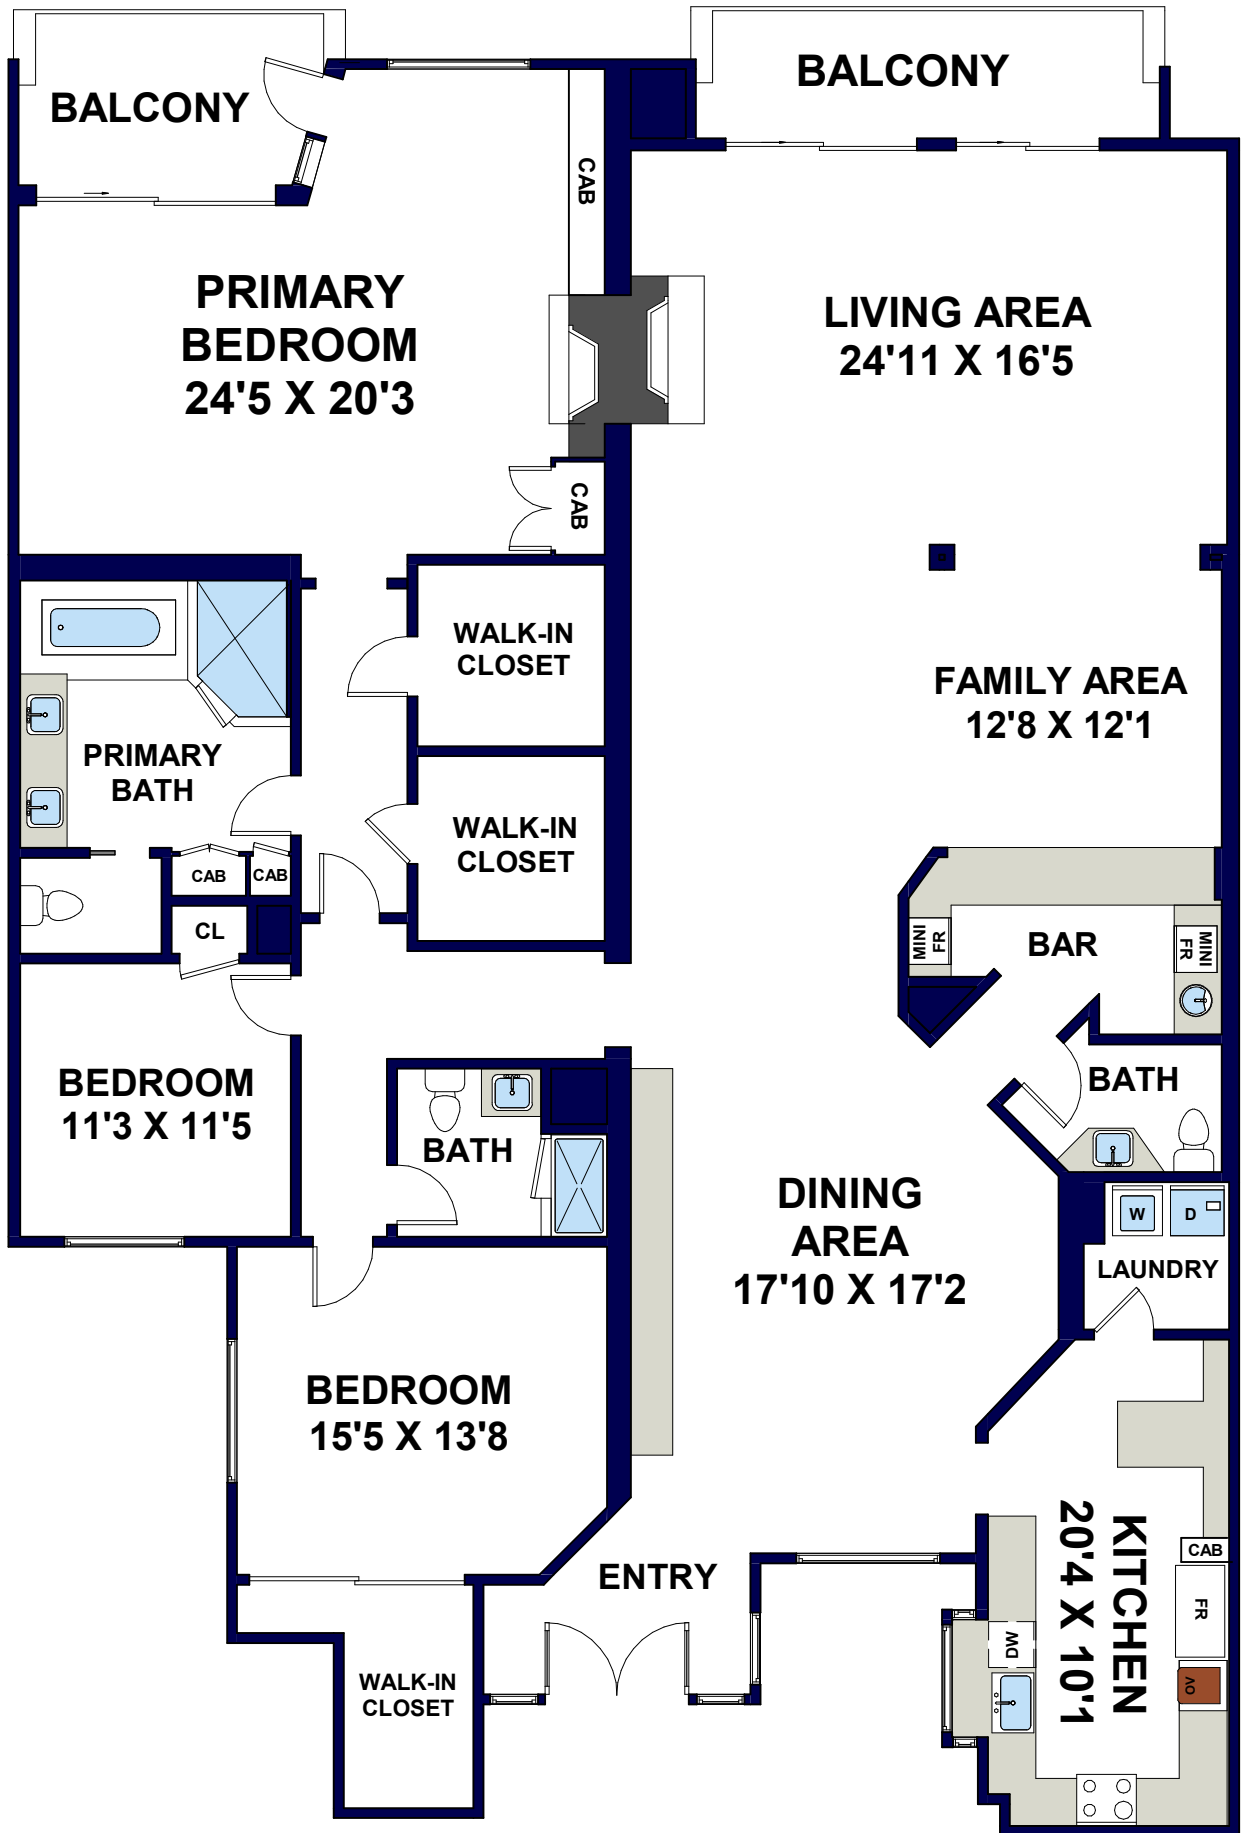 BALCONY
BALCONY
CAB
PRIMARY
BEDROOM
24'5 X 20'3
LIVING AREA
24'11 X 16'5
CAB
WALK-IN
CLOSET
FAMILY AREA
12'8 X 12'1
PRIMARY
BATH
WALK-IN
CLOSET
CAB
CAB
CL
MINI
FR
BAR
MINI
FR
BEDROOM
11'3 X 11'5
BATH
BATH
DINING
AREA
17'10 X 17'2
W
D
LAUNDRY
BEDROOM
15'5 X 13'8
KITCHEN
20'4 X 10'1
CAB
FR
ENTRY
DW
OV
WALK-IN
CLOSET